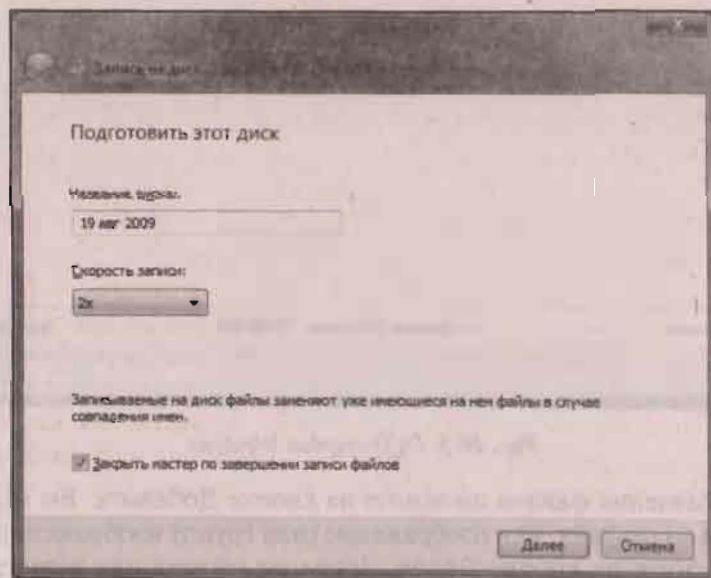 Запись на диск
Подготовить этот диск
Название диска:
19 авг 2009
Скорость записи:
2x
Записываемые на диск файлы заменяют уже имеющиеся на нем файлы в случае
совпадения имен.
Закрыть мастер по завершении записи файлов
Далее
Отмена